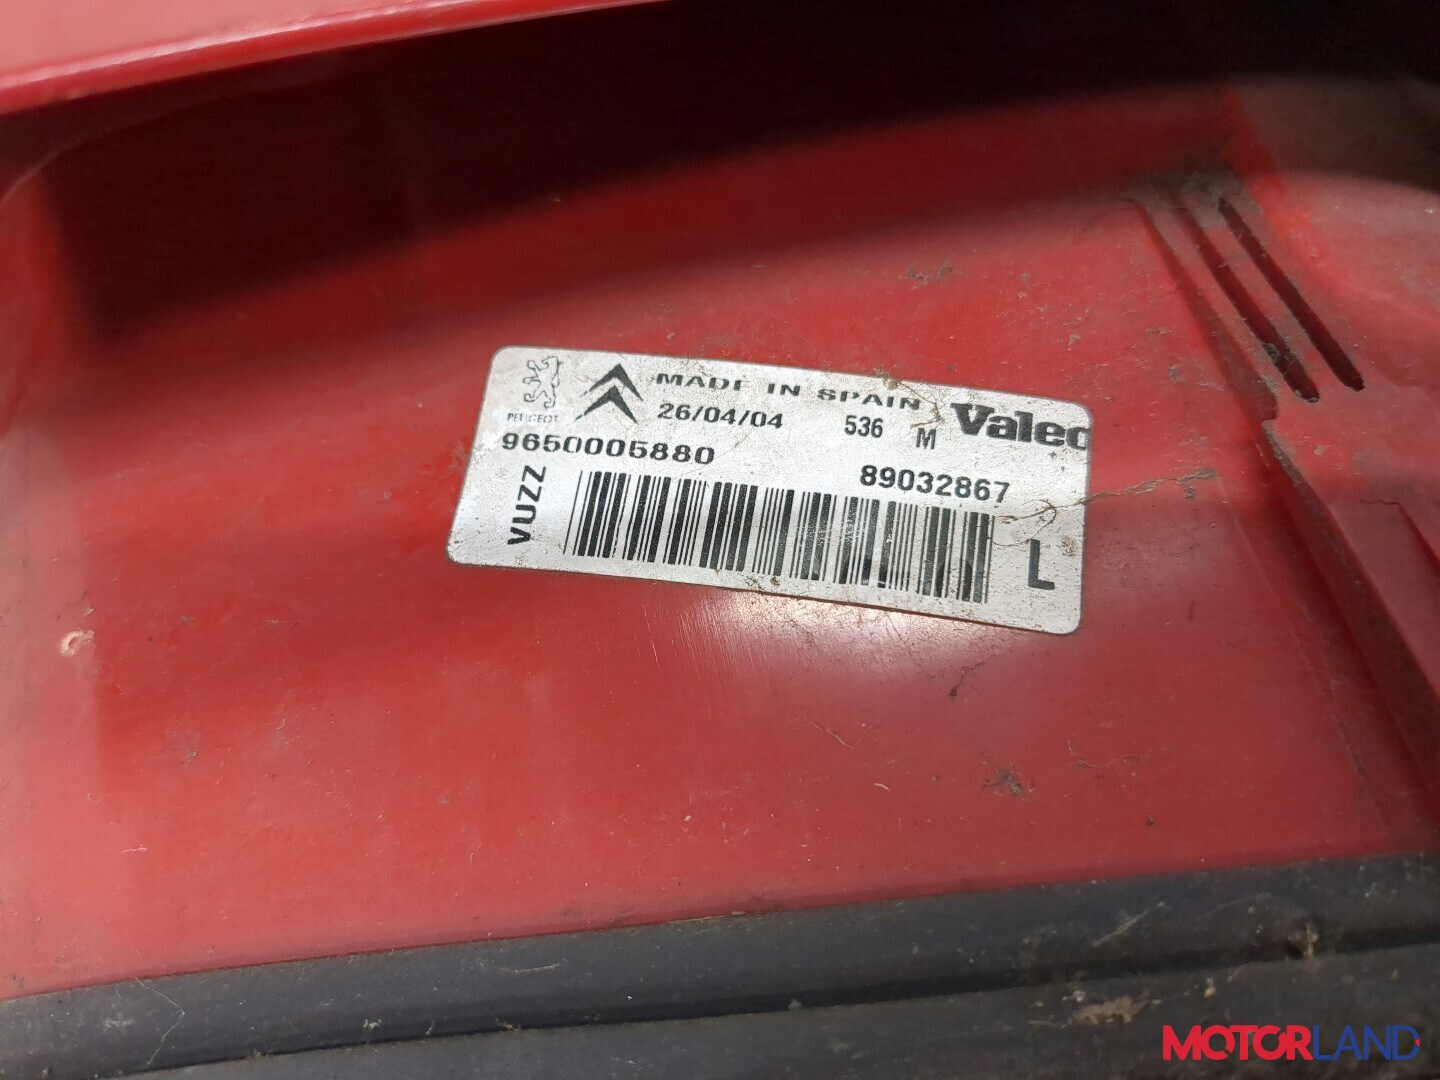 MADE IN SPAIN
PEUGEOT 26/04/04 536 M Valeo
9650005880 89032867
VUZZ
L
MOTORLAND